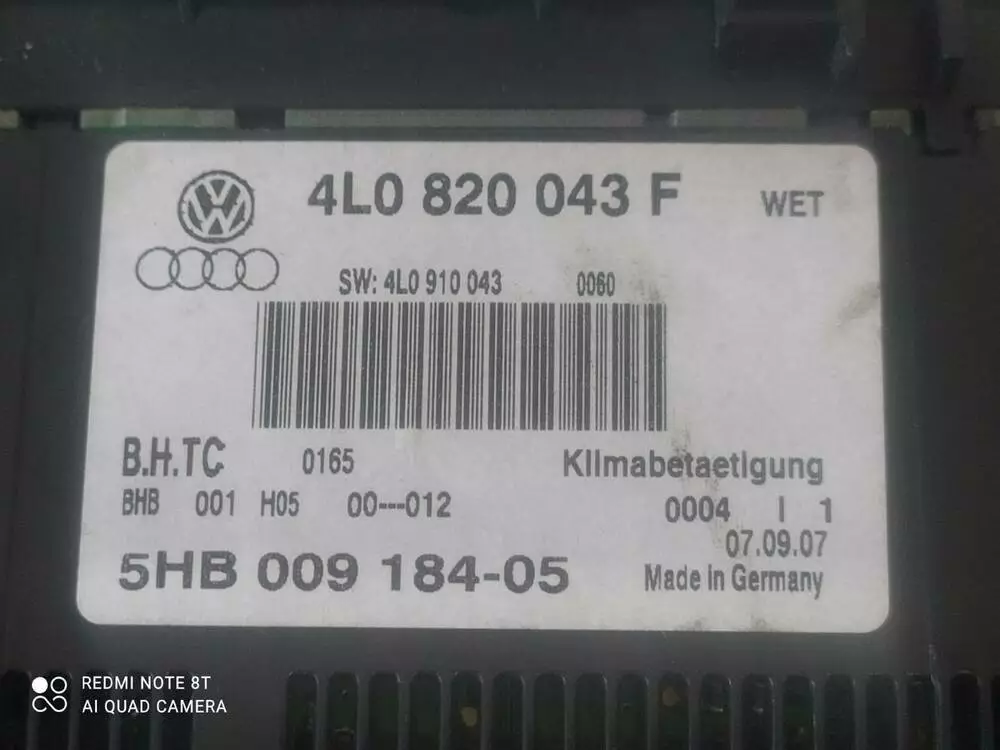 4L0 820 043 F WET
SW: 4L0 910 043 0060
B.H.TC 0165 Klimabetaetigung
BHB 001 H05 00---012 0004 I 1
07.09.07
5HB 009 184-05 Made in Germany
REDMI NOTE 8T
AI QUAD CAMERA